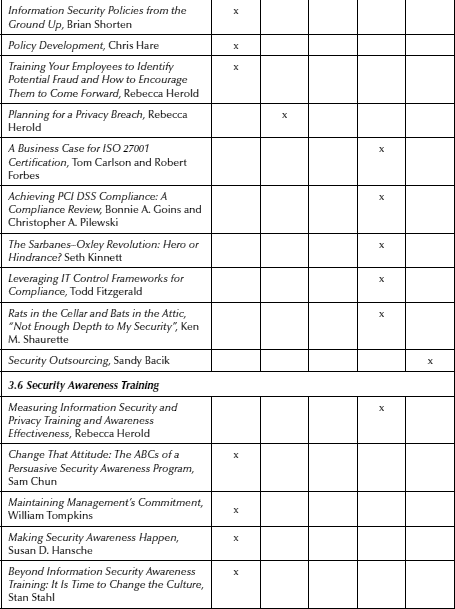 Information Security Policies from the
Ground Up, Brian Shorten
x
Policy Development, Chris Hare
x
Training Your Employees to Identify
Potential Fraud and How to Encourage
Them to Come Forward, Rebecca Herold
x
Planning for a Privacy Breach, Rebecca
Herold
x
A Business Case for ISO 27001
Certification, Tom Carlson and Robert
Forbes
x
Achieving PCI DSS Compliance: A
Compliance Review, Bonnie A. Goins and
Christopher A. Pilewski
x
The Sarbanes–Oxley Revolution: Hero or
Hindrance? Seth Kinnett
x
Leveraging IT Control Frameworks for
Compliance, Todd Fitzgerald
x
Rats in the Cellar and Bats in the Attic,
“Not Enough Depth to My Security”, Ken
M. Shaurette
x
Security Outsourcing, Sandy Bacik
x
3.6 Security Awareness Training
Measuring Information Security and
Privacy Training and Awareness
Effectiveness, Rebecca Herold
x
Change That Attitude: The ABCs of a
Persuasive Security Awareness Program,
Sam Chun
x
Maintaining Management’s Commitment,
William Tompkins
x
Making Security Awareness Happen,
Susan D. Hansche
x
Beyond Information Security Awareness
Training: It Is Time to Change the Culture,
Stan Stahl
x